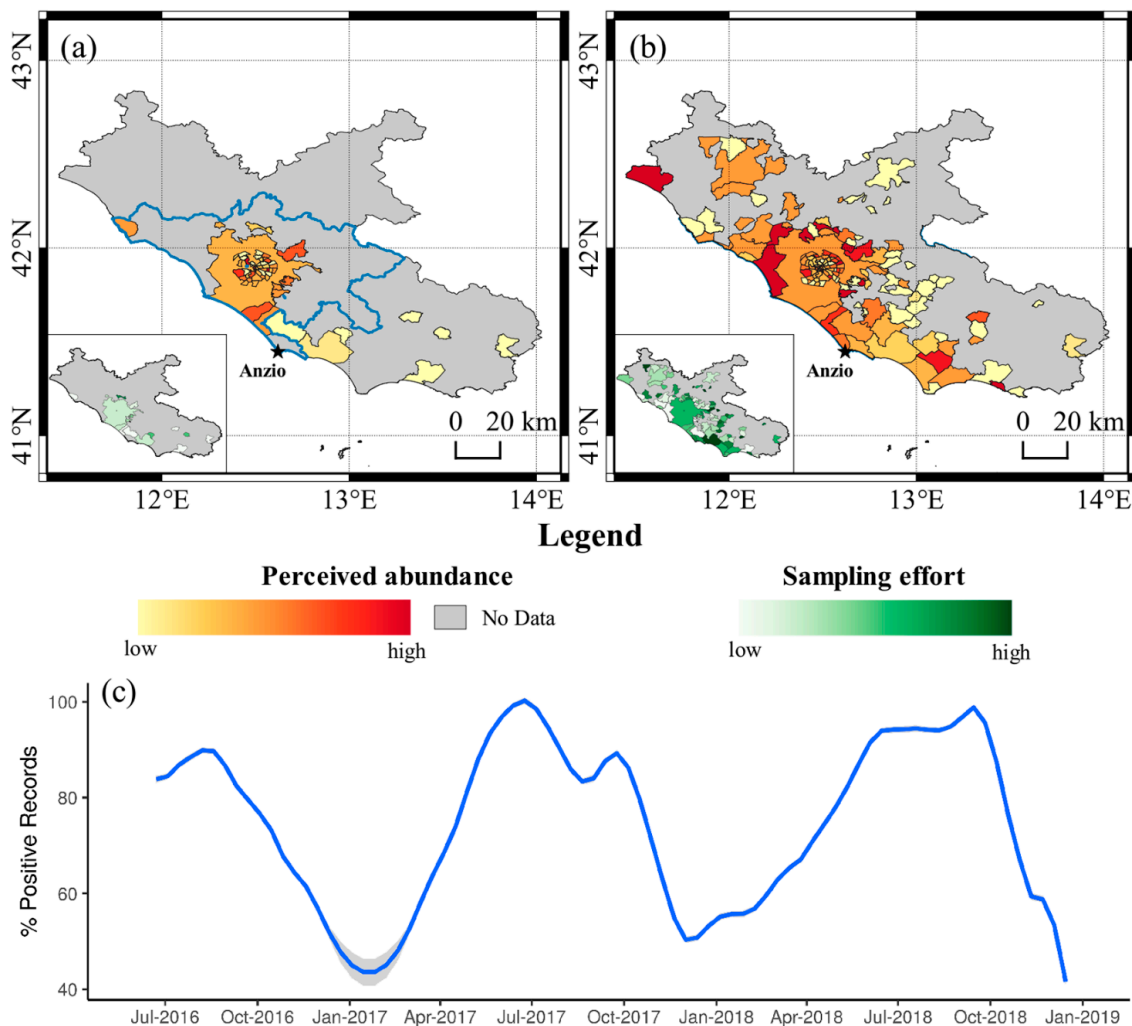 (a)
(b)
43°N
42°N
41°N
43°N
42°N
41°N
Anzio
0 20 km
Anzio
0 20 km
12°E 13°E 14°E
12°E 13°E 14°E
Legend
Perceived abundance
low high
No Data
Sampling effort
low high
(c)
% Positive Records
100
80
60
40
Jul-2016 Oct-2016 Jan-2017 Apr-2017 Jul-2017 Oct-2017 Jan-2018 Apr-2018 Jul-2018 Oct-2018 Jan-2019